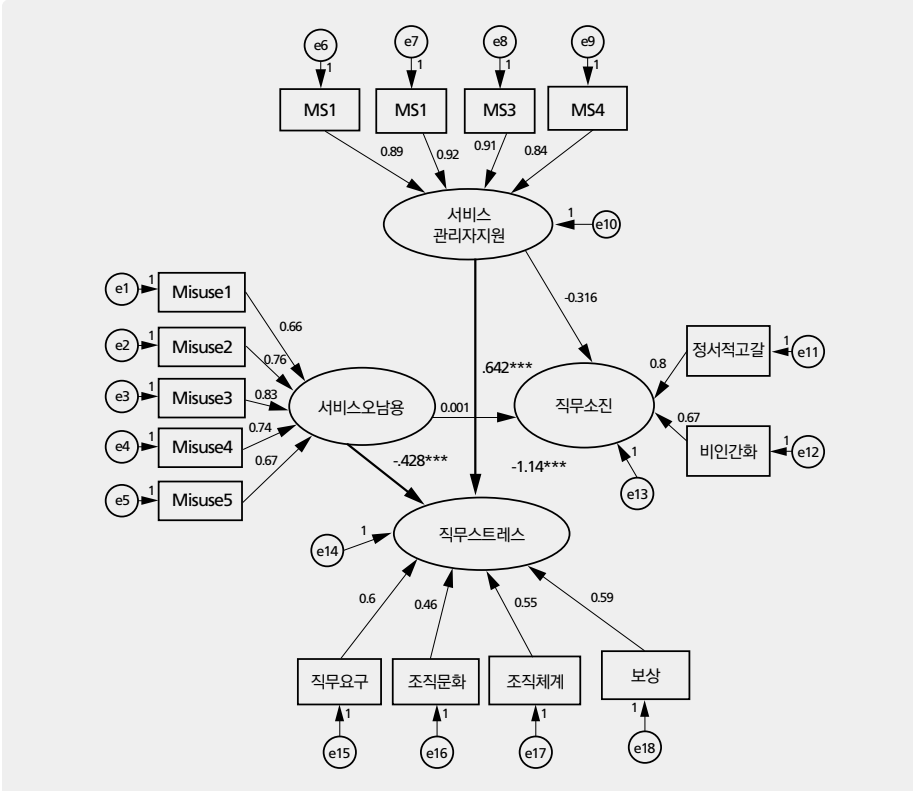 e6
e7
e8
e9
1
1
1
1
MS1
MS1
MS3
MS4
0.89
0.92
0.91
0.84
서비스
관리자지원
1
e10
-0.316
e1
1
Misuse1
0.66
e2
1
Misuse2
0.76
e3
1
Misuse3
0.83
e4
1
Misuse4
0.74
e5
1
Misuse5
0.67
서비스오남용
0.001
.642***
직무소진
0.8
정서적고갈
1
e11
0.67
비인간화
1
e12
-.428***
-1.14***
1
e13
직무스트레스
1
e14
0.6
0.46
0.55
0.59
직무요구
조직문화
조직체계
보상
1
1
1
1
e15
e16
e17
e18